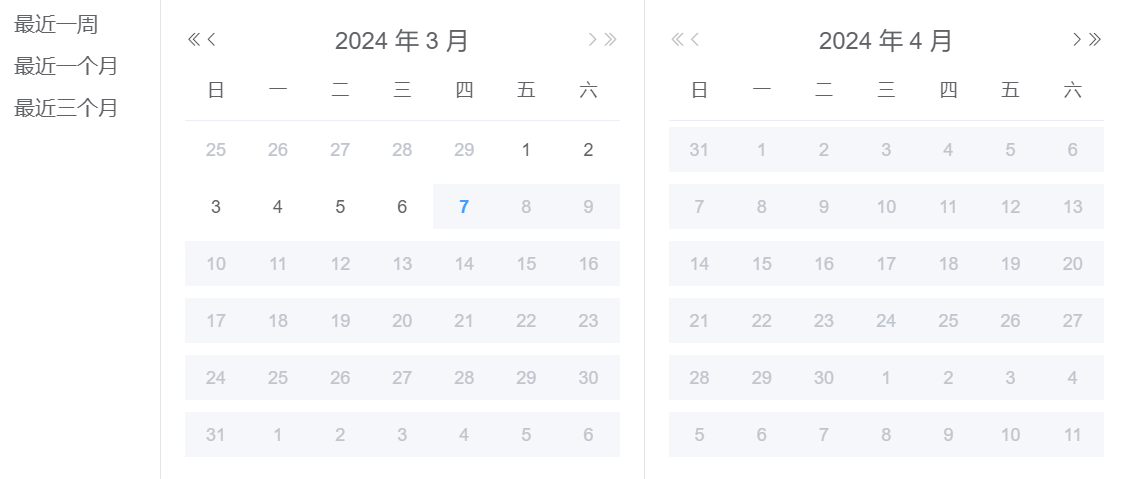 最近一周
最近一个月
最近三个月
2024 年 3 月
日 一 二 三 四 五 六
25 26 27 28 29 1 2
3 4 5 6 7 8 9
10 11 12 13 14 15 16
17 18 19 20 21 22 23
24 25 26 27 28 29 30
31 1 2 3 4 5 6
2024 年 4 月
日 一 二 三 四 五 六
31 1 2 3 4 5 6
7 8 9 10 11 12 13
14 15 16 17 18 19 20
21 22 23 24 25 26 27
28 29 30 1 2 3 4
5 6 7 8 9 10 11